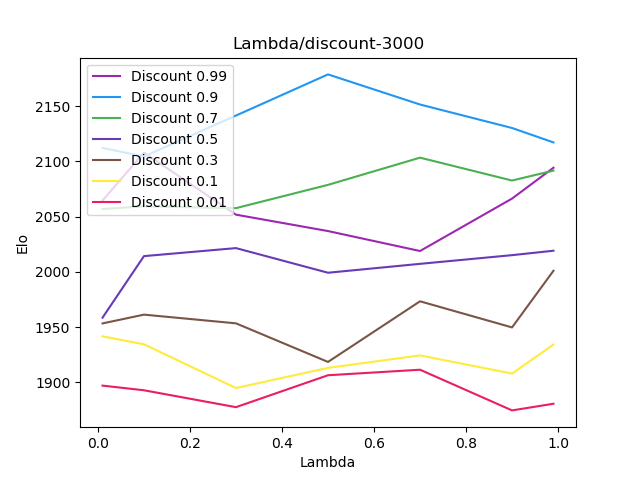 Lambda/discount-3000
Discount 0.99
Discount 0.9
Discount 0.7
Discount 0.5
Discount 0.3
Discount 0.1
Discount 0.01
2150
2100
2050
2000
1950
1900
Elo
0.0 0.2 0.4 0.6 0.8 1.0
Lambda